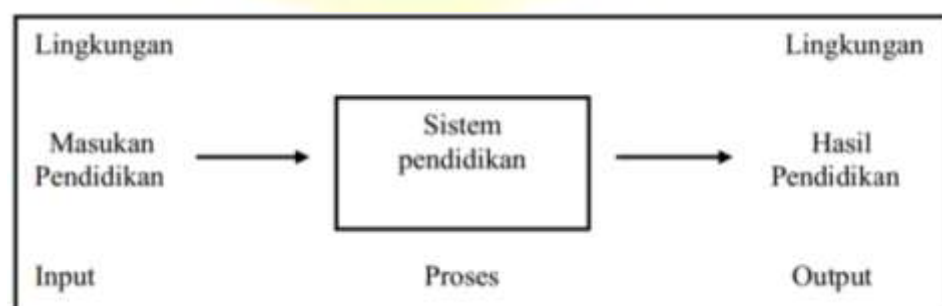 Lingkungan Lingkungan
Masukan
Pendidikan
Sistem
pendidikan
Hasil
Pendidikan
Input Proses Output